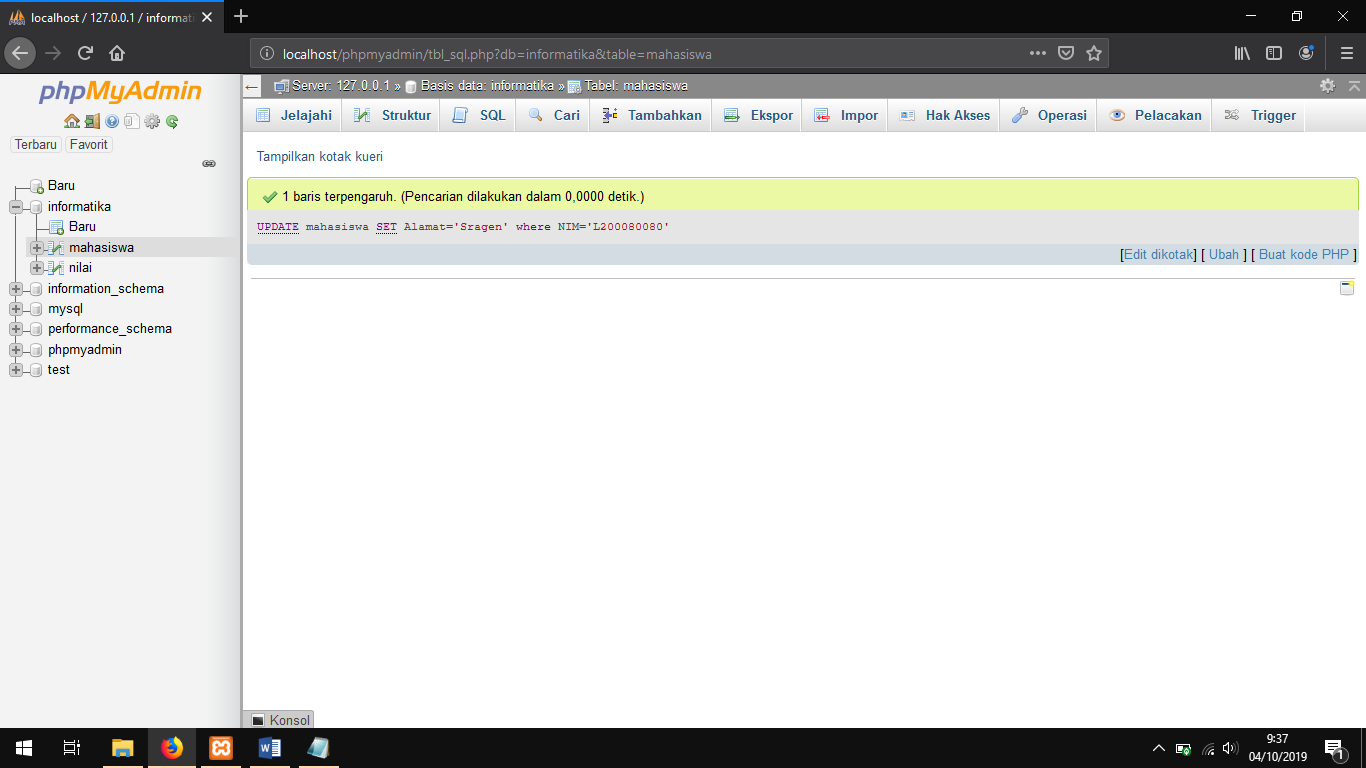 localhost / 127.0.0.1 / informati
localhost/phpmyadmin/tbl_sql.php?db=informatika&table=mahasiswa
phpMyAdmin
Terbaru Favorit
Baru
informatika
Baru
mahasiswa
nilai
information_schema
mysql
performance_schema
phpmyadmin
test
Server: 127.0.0.1 » Basis data: informatika » Tabel: mahasiswa
Jelajahi Struktur SQL Cari Tambahkan Ekspor Impor Hak Akses Operasi Pelacakan Trigger
Tampilkan kotak kueri
1 baris terpengaruh. (Pencarian dilakukan dalam 0,0000 detik.)
UPDATE mahasiswa SET Alamat='Sragen' where NIM='L200080080'
[Edit dikotak] [ Ubah ] [ Buat kode PHP ]
Konsol
9:37
04/10/2019
1